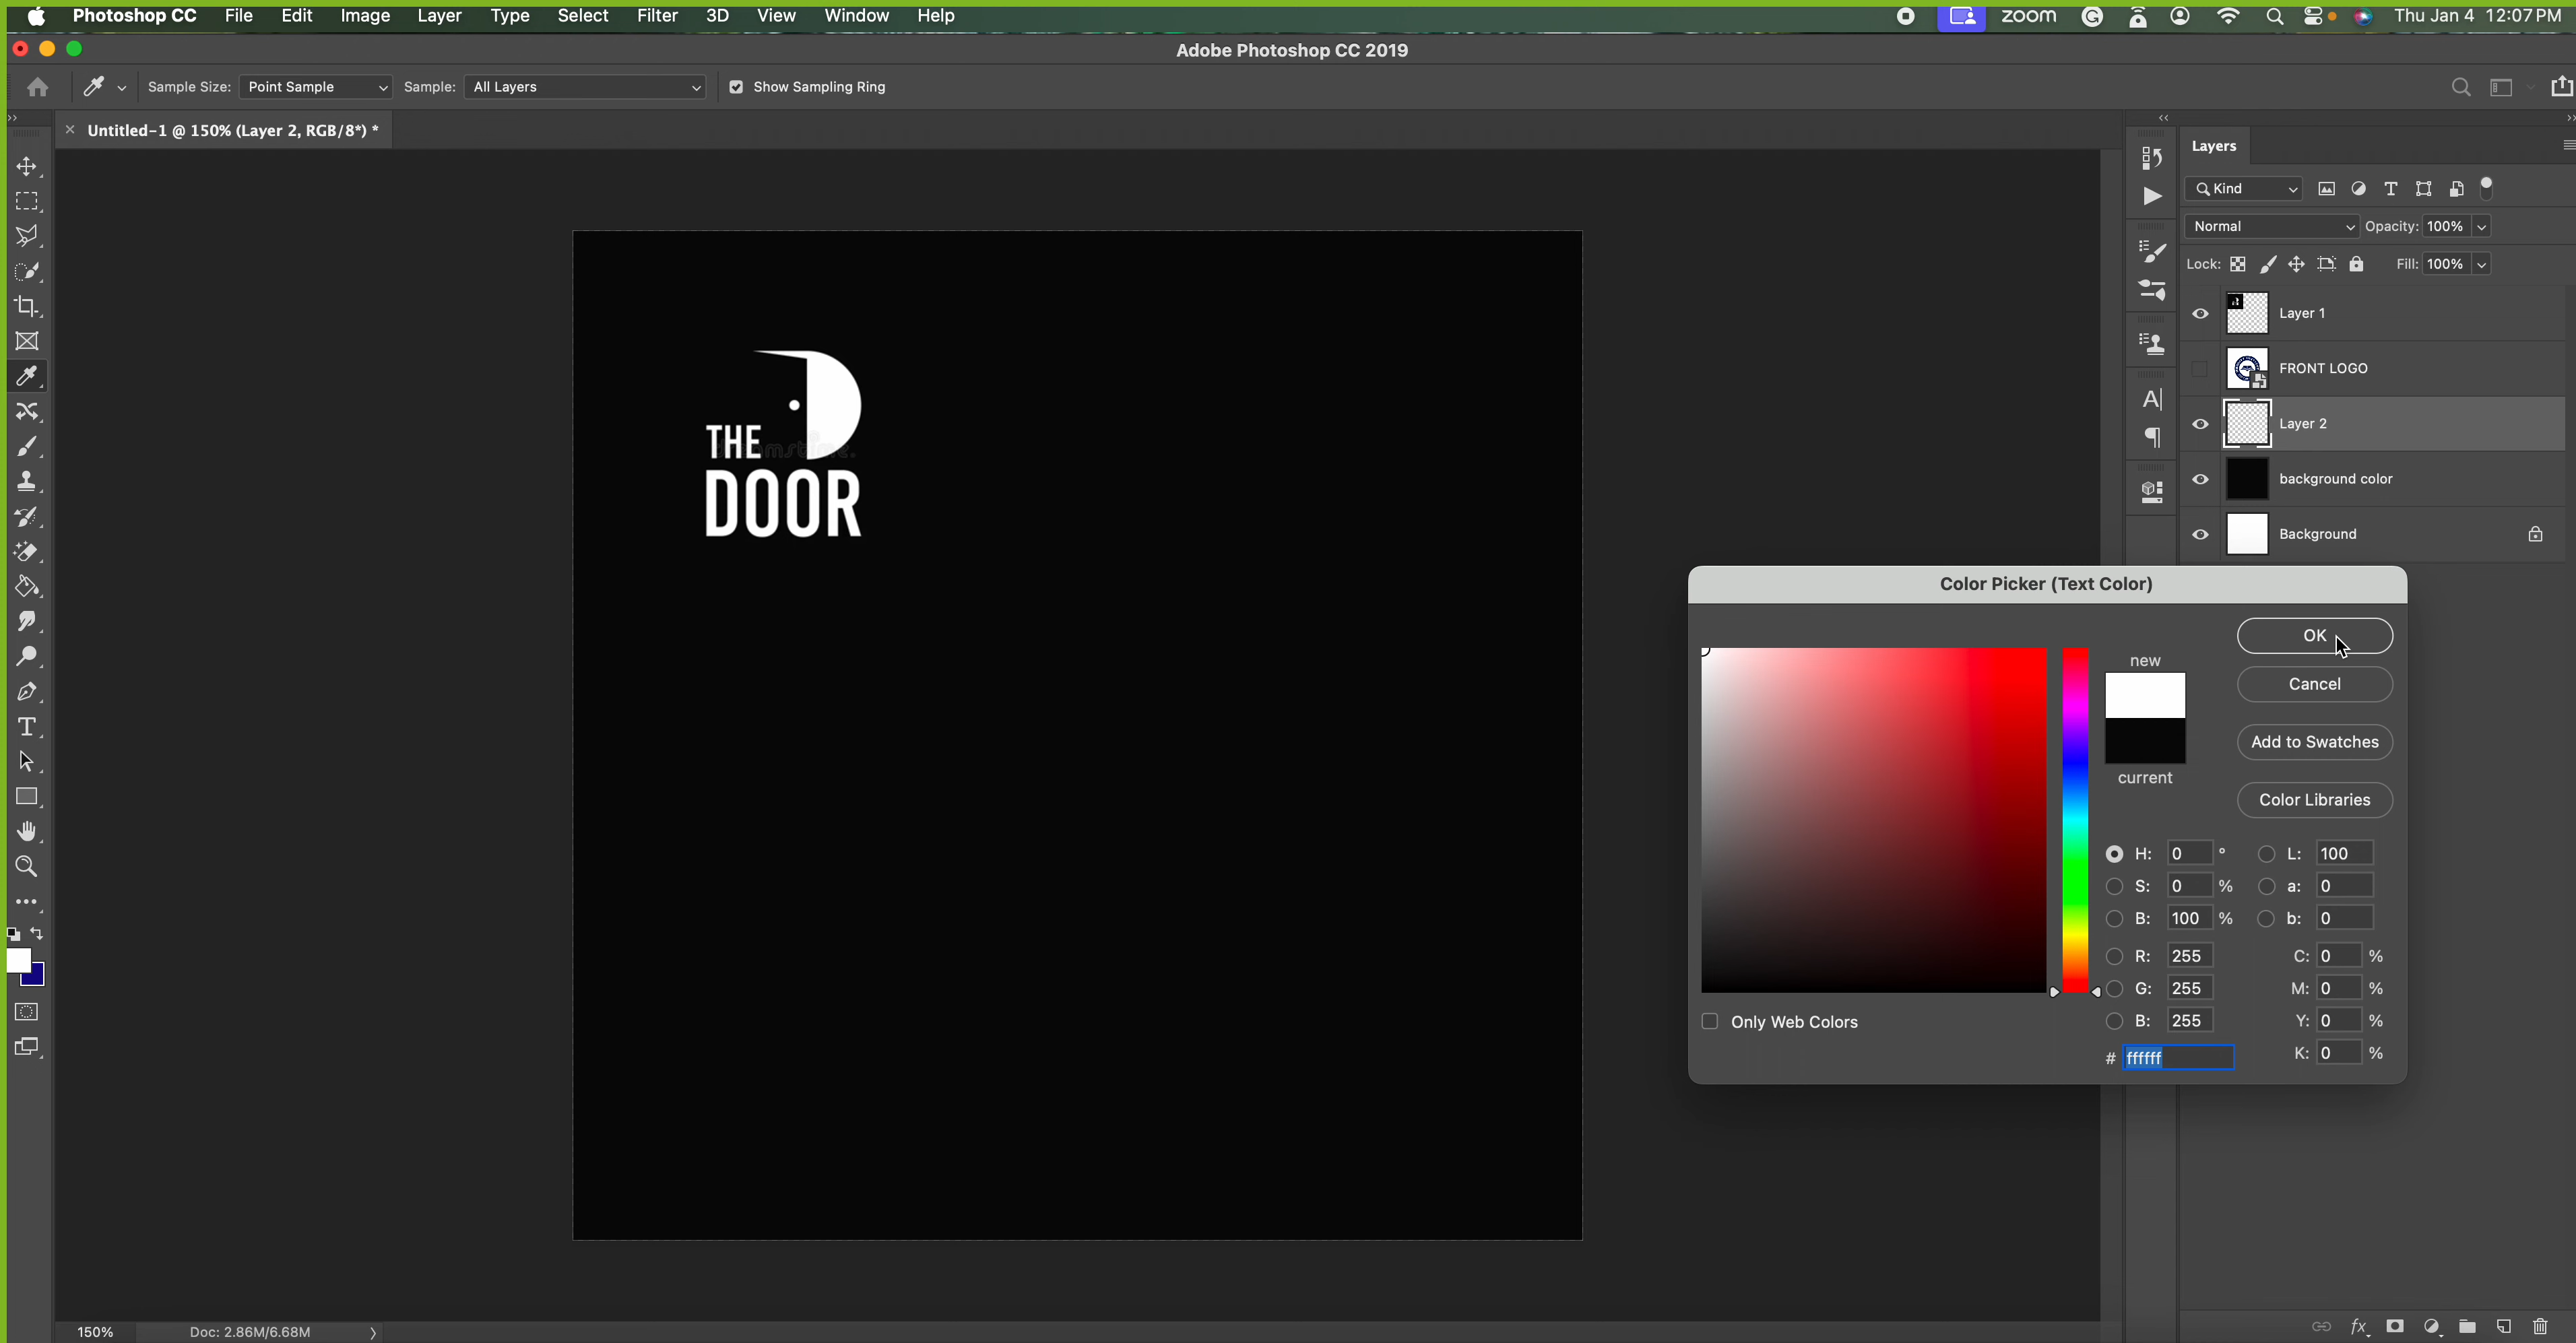 Photoshop CC File Edit Image Layer Type Select Filter 3D View Window Help zoom Thu Jan 4 12:07 PM
Adobe Photoshop CC 2019
Sample Size: Point Sample Sample: All Layers Show Sampling Ring
Untitled-1 @ 150% (Layer 2, RGB/8*) *
Layers
Kind
Normal Opacity: 100%
Lock: Fill: 100%
Layer 1
FRONT LOGO
Layer 2
background color
Background
THE
DOOR
Color Picker (Text Color)
OK
new
Cancel
Add to Swatches
current
Color Libraries
H: 0 ° L: 100
S: 0 % a: 0
B: 100 % b: 0
R: 255 C: 0 %
G: 255 M: 0 %
B: 255 Y: 0 %
# ffffff K: 0 %
Only Web Colors
150% Doc: 2.86M/6.68M